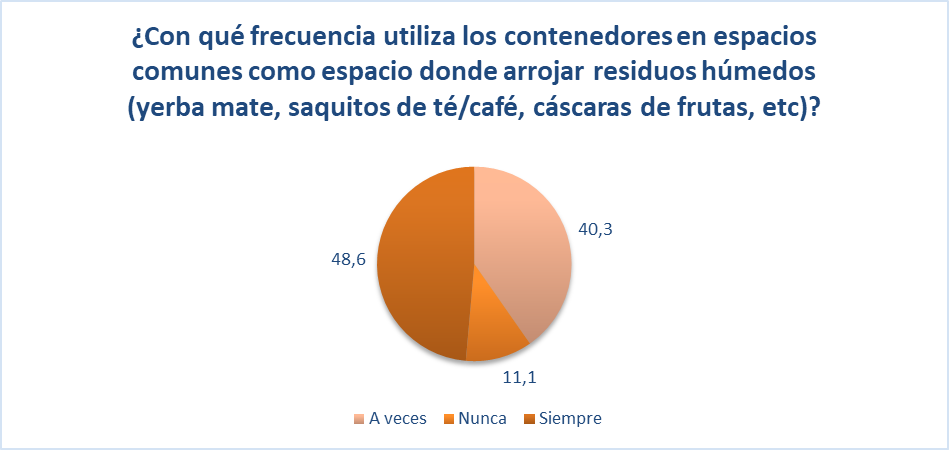 ¿Con qué frecuencia utiliza los contenedores en espacios
comunes como espacio donde arrojar residuos húmedos
(yerba mate, saquitos de té/café, cáscaras de frutas, etc)?
40,3
48,6
11,1
A veces Nunca Siempre